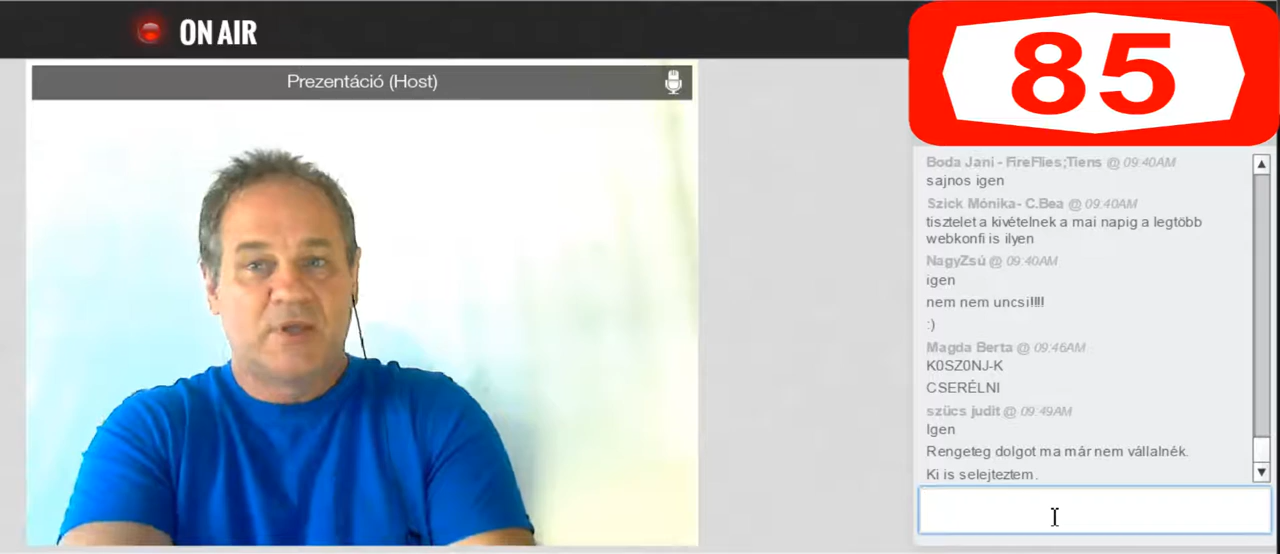 ON AIR
85
Prezentáció (Host)
Boda Jani - FireFlies;Tiens @ 09:40AM
sajnos igen
Szick Mónika- C.Bea @ 09:40AM
tisztelet a kivételnek a mai napig a legtöbb
webkonfi is ilyen
NagyZsú @ 09:40AM
igen
nem nem uncsi!!!!
:)
Magda Berta @ 09:46AM
K0SZ0NJ-K
CSERÉLNI
szücs judit @ 09:49AM
Igen
Rengeteg dolgot ma már nem vállalnék.
Ki is selejteztem.